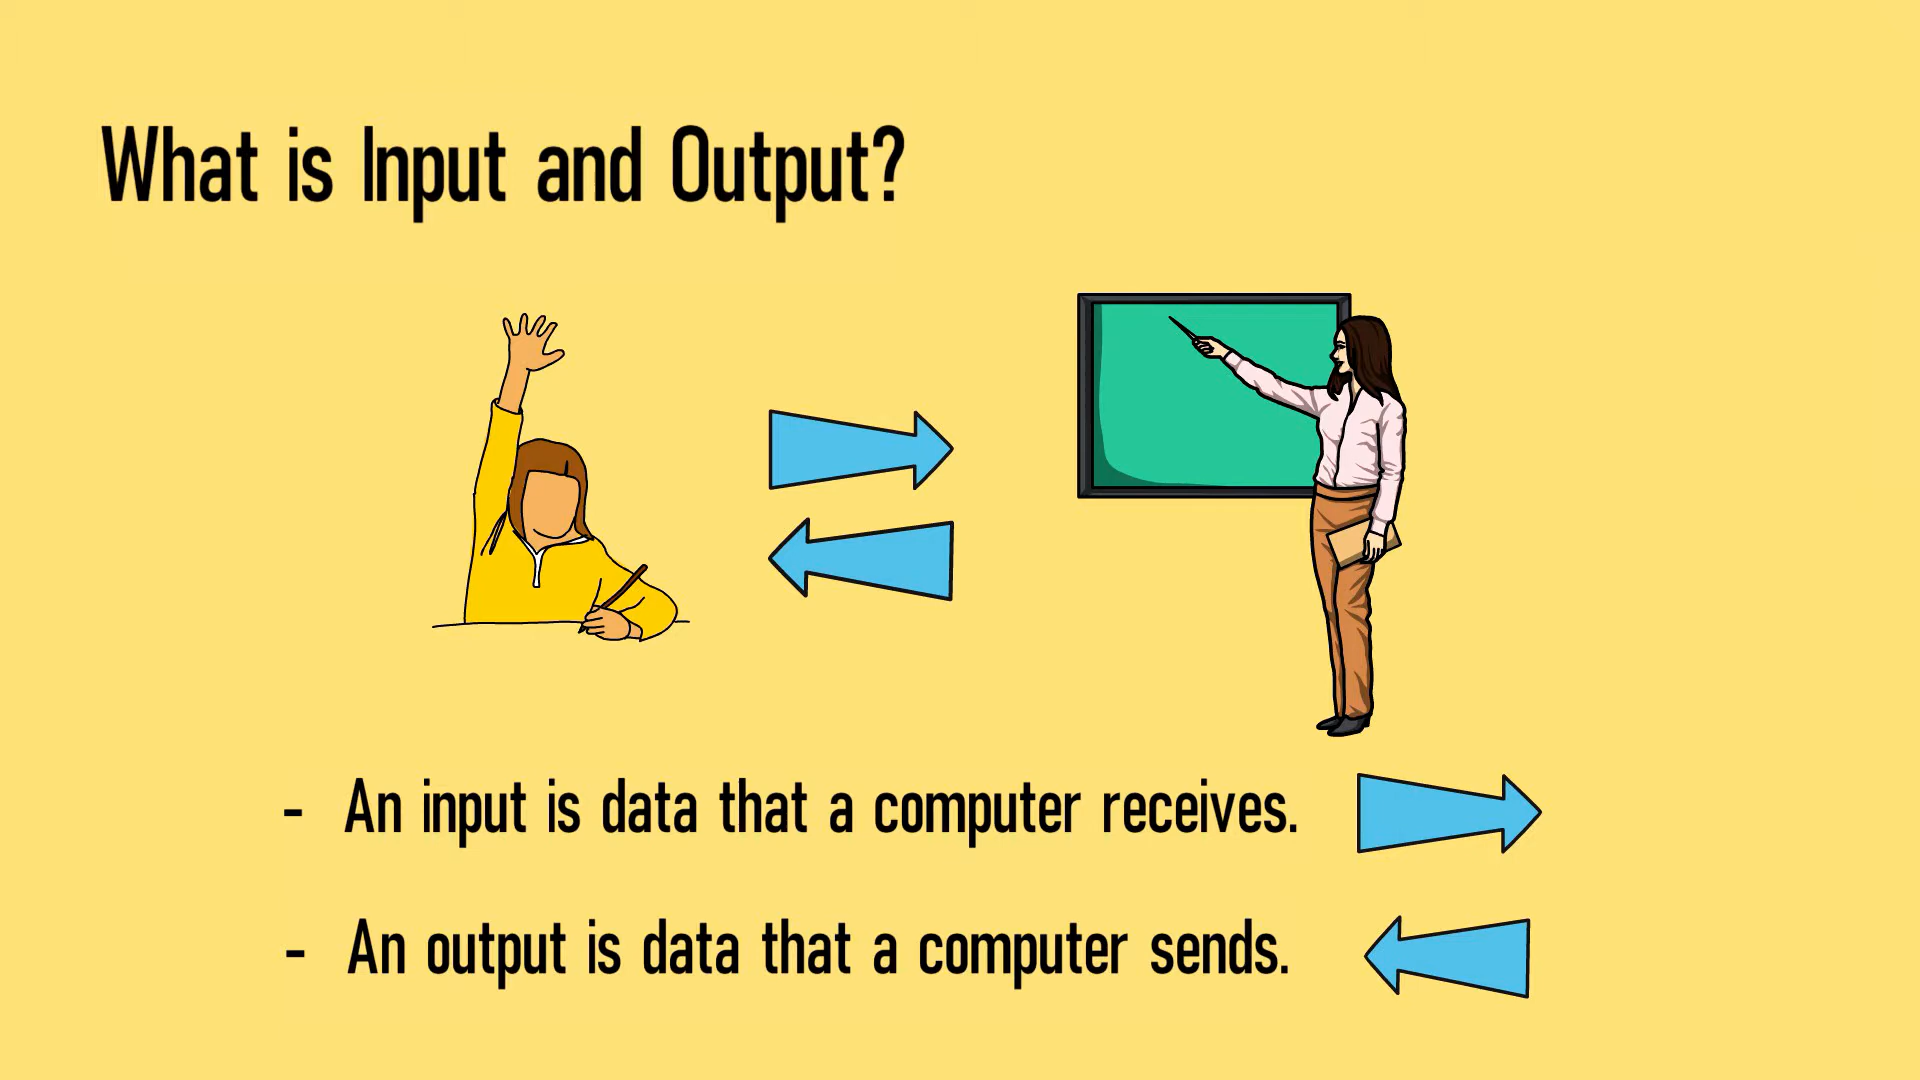 What is Input and Output?
- An input is data that a computer receives.
- An output is data that a computer sends.